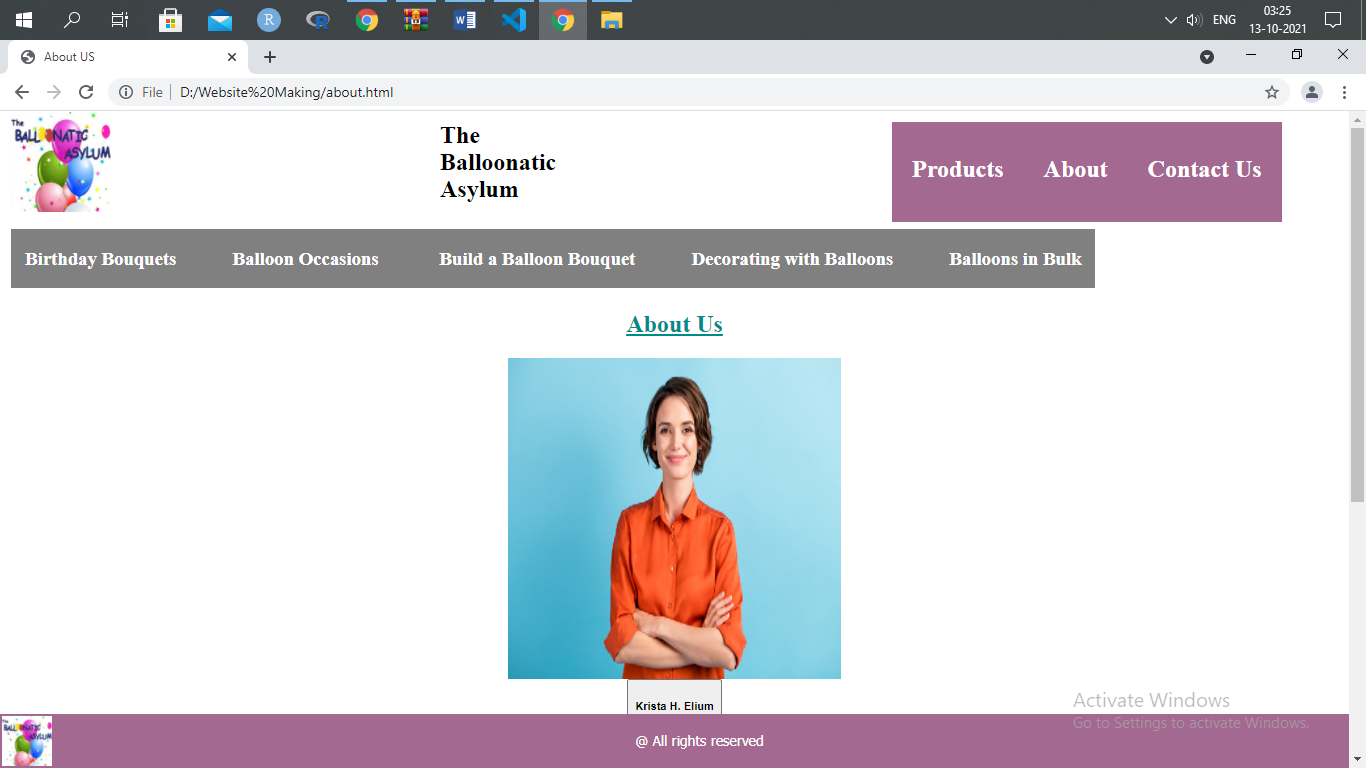 ENG
03:25
13-10-2021
About US
File
D:/Website%20Making/about.html
The
BALLOONATIC
ASYLUM
The
Balloonatic
Asylum
Products About Contact Us
Birthday Bouquets Balloon Occasions Build a Balloon Bouquet Decorating with Balloons Balloons in Bulk
About Us
Krista H. Elium
Activate Windows
Go to Settings to activate Windows.
The
BALLOONATIC
ASYLUM
@ All rights reserved